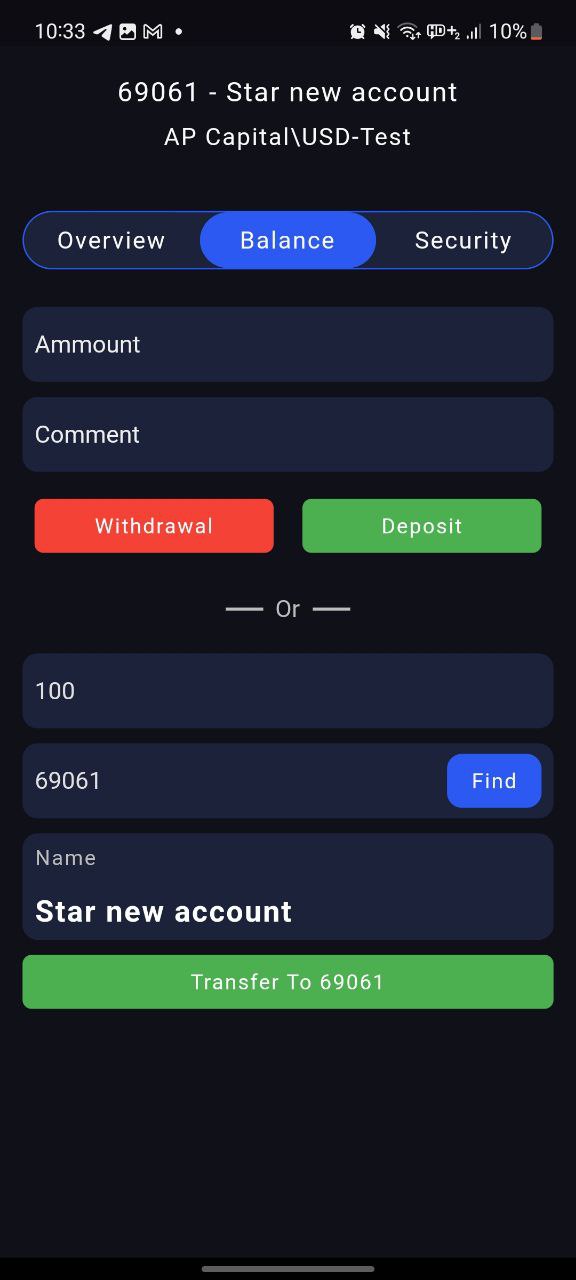 10:33
10%
69061 - Star new account
AP Capital\USD-Test
Overview Balance Security
Ammount
Comment
Withdrawal Deposit
Or
100
69061 Find
Name
Star new account
Transfer To 69061